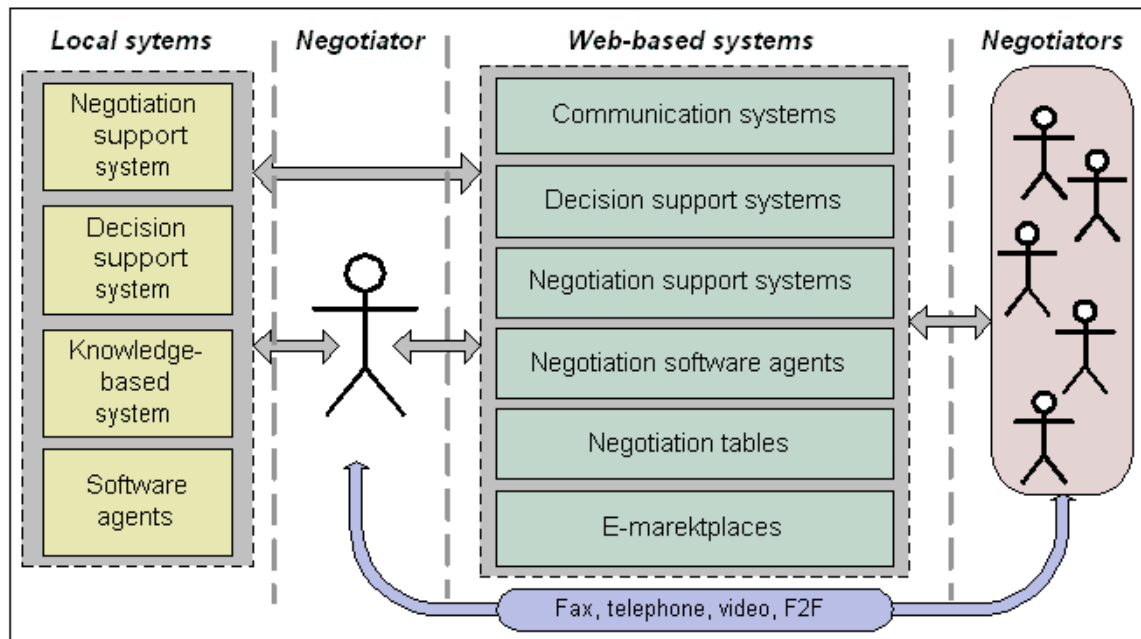 Local sytems
Negotiator
Web-based systems
Negotiators
Negotiation
support
system
Decision
support
system
Knowledge-
based
system
Software
agents
Communication systems
Decision support systems
Negotiation support systems
Negotiation software agents
Negotiation tables
E-marektplaces
Fax, telephone, video, F2F